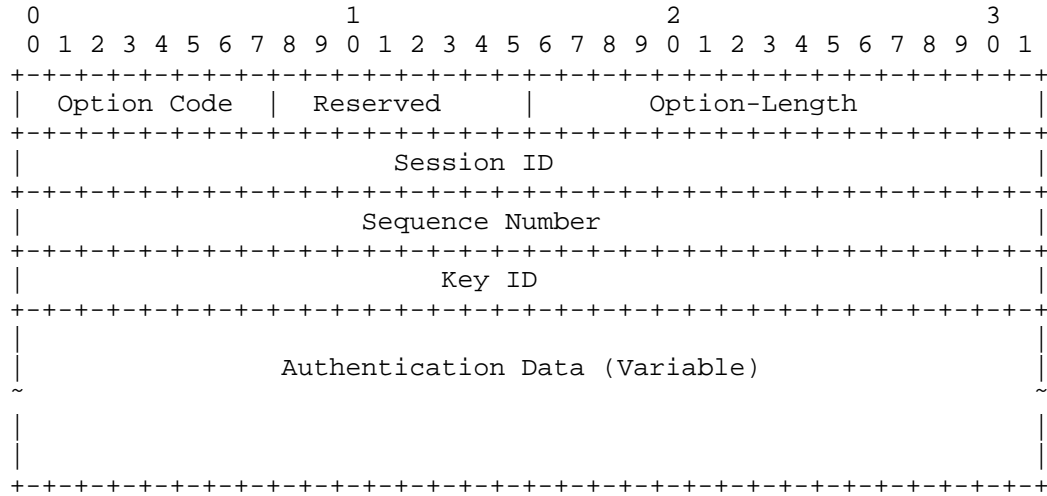 0                   1                   2                   3
 0 1 2 3 4 5 6 7 8 9 0 1 2 3 4 5 6 7 8 9 0 1 2 3 4 5 6 7 8 9 0 1
+-+-+-+-+-+-+-+-+-+-+-+-+-+-+-+-+-+-+-+-+-+-+-+-+-+-+-+-+-+-+-+-+
|  Option Code  |  Reserved     |       Option-Length           |
+-+-+-+-+-+-+-+-+-+-+-+-+-+-+-+-+-+-+-+-+-+-+-+-+-+-+-+-+-+-+-+-+
|                       Session ID                              |
+-+-+-+-+-+-+-+-+-+-+-+-+-+-+-+-+-+-+-+-+-+-+-+-+-+-+-+-+-+-+-+-+
|                     Sequence Number                           |
+-+-+-+-+-+-+-+-+-+-+-+-+-+-+-+-+-+-+-+-+-+-+-+-+-+-+-+-+-+-+-+-+
|                          Key ID                               |
+-+-+-+-+-+-+-+-+-+-+-+-+-+-+-+-+-+-+-+-+-+-+-+-+-+-+-+-+-+-+-+-+
|                                                               |
|                Authentication Data (Variable)                 |
~                                                               ~
|                                                               |
|                                                               |
+-+-+-+-+-+-+-+-+-+-+-+-+-+-+-+-+-+-+-+-+-+-+-+-+-+-+-+-+-+-+-+-+